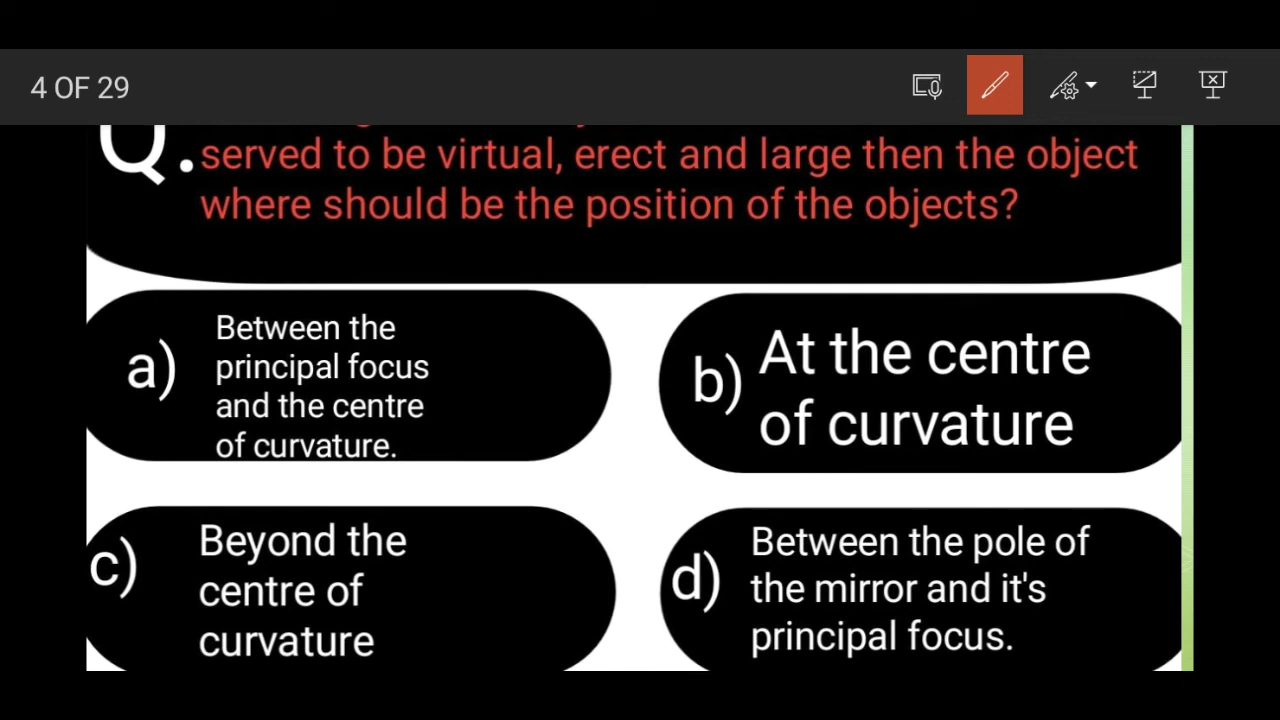 4 OF 29
Q.
served to be virtual, erect and large then the object
where should be the position of the objects?
a) Between the
principal focus
and the centre
of curvature.
b) At the centre
of curvature
c) Beyond the
centre of
curvature
d) Between the pole of
the mirror and it's
principal focus.